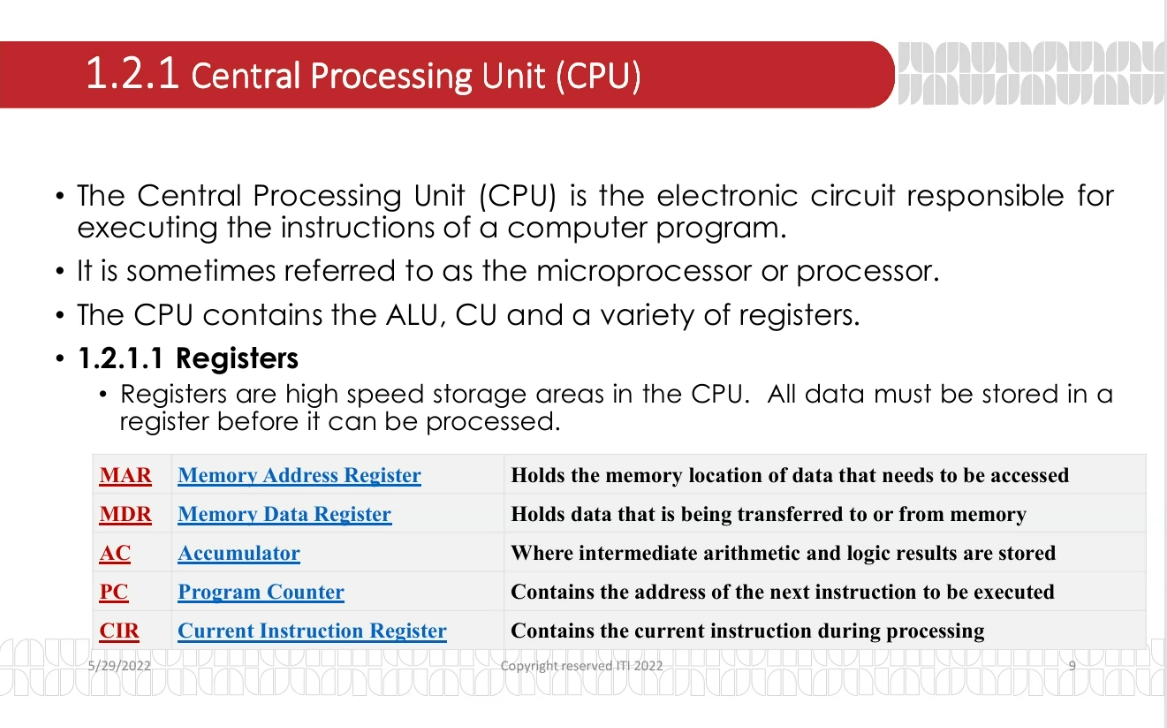 1.2.1 Central Processing Unit (CPU)
• The Central Processing Unit (CPU) is the electronic circuit responsible for
executing the instructions of a computer program.
• It is sometimes referred to as the microprocessor or processor.
• The CPU contains the ALU, CU and a variety of registers.
• 1.2.1.1 Registers
• Registers are high speed storage areas in the CPU.  All data must be stored in a
register before it can be processed.
MAR Memory Address Register Holds the memory location of data that needs to be accessed
MDR Memory Data Register Holds data that is being transferred to or from memory
AC Accumulator Where intermediate arithmetic and logic results are stored
PC Program Counter Contains the address of the next instruction to be executed
CIR Current Instruction Register Contains the current instruction during processing
5/29/2022 Copyright reserved ITI 2022 9